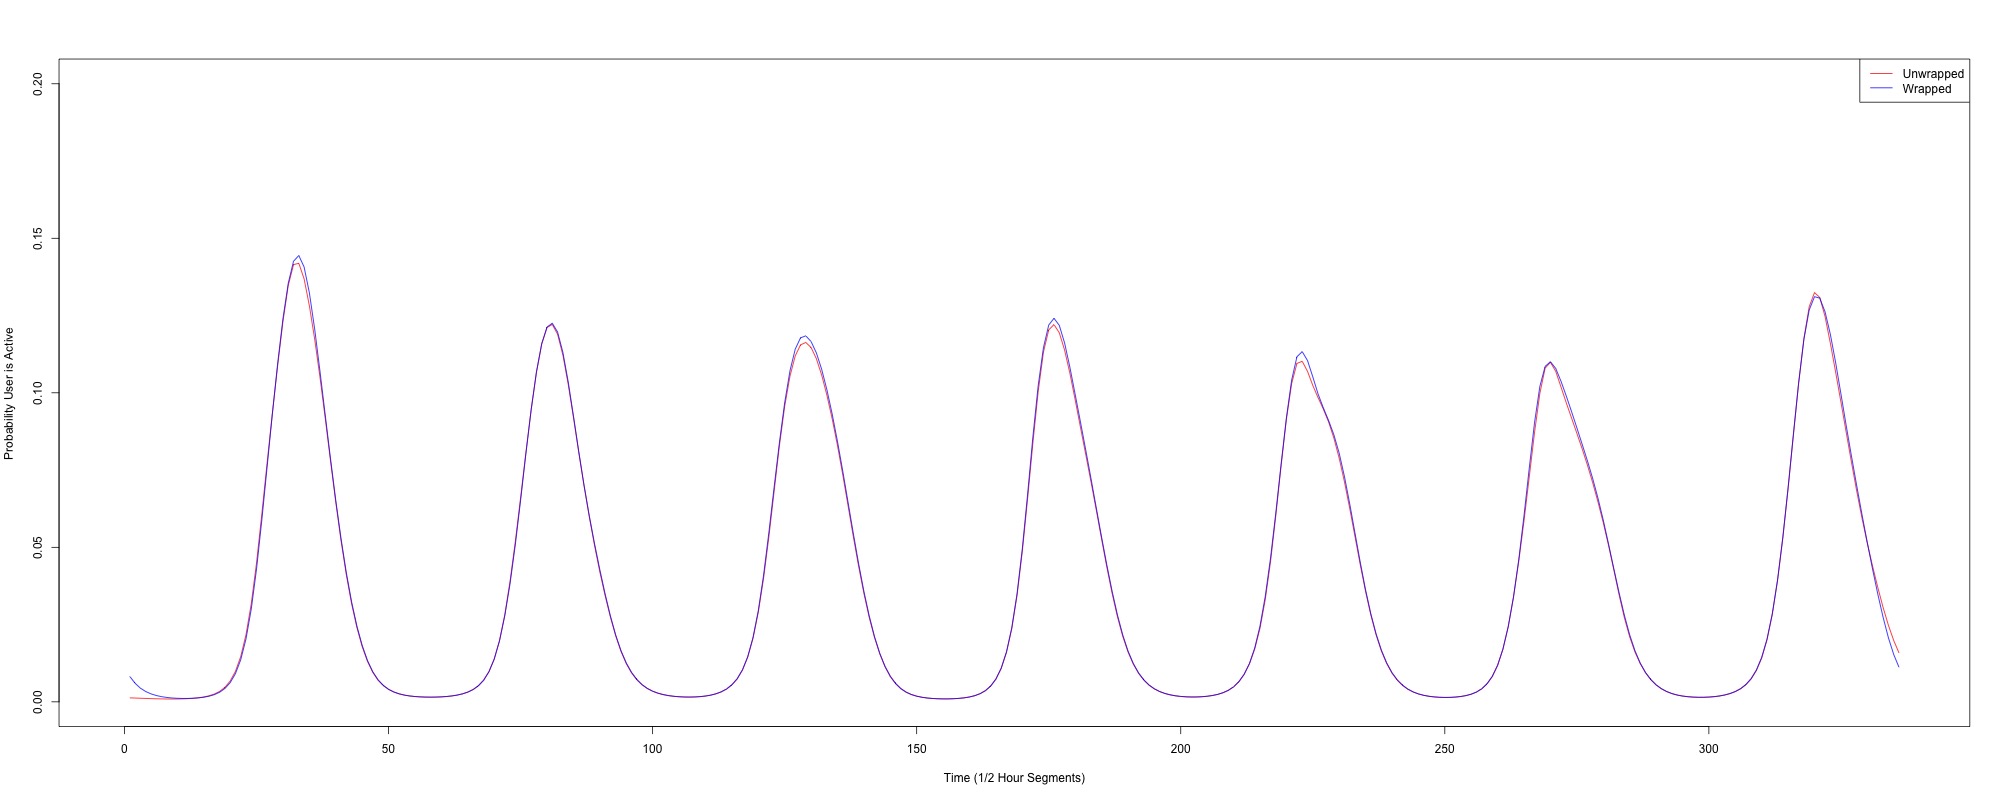 Unwrapped
Wrapped
Probability User is Active
0.20
0.15
0.10
0.05
0.00
0 50 100 150 200 250 300
Time (1/2 Hour Segments)